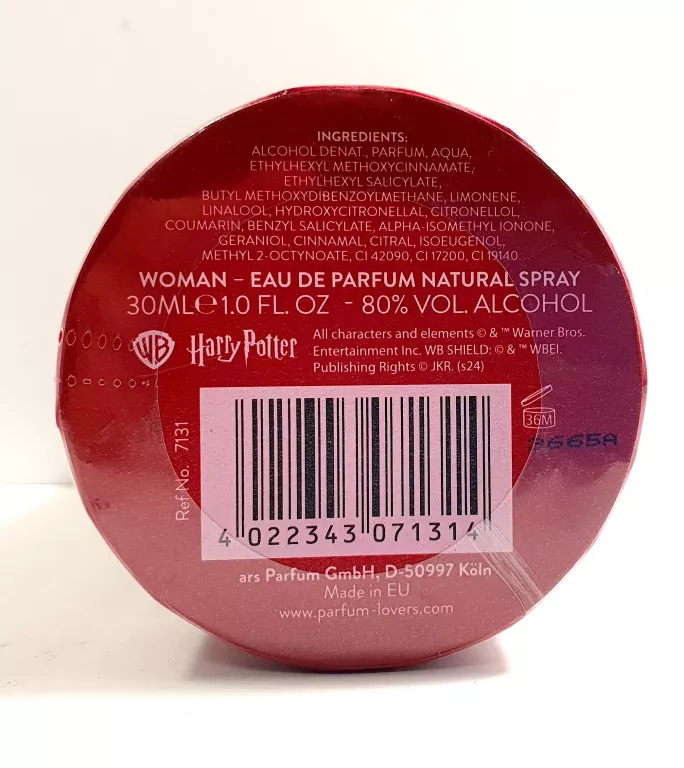 INGREDIENTS:
ALCOHOL DENAT., PARFUM, AQUA,
ETHYLHEXYL METHOXYCINNAMATE,
ETHYLHEXYL SALICYLATE,
BUTYL METHOXYDIBENZOYLMETHANE, LIMONENE,
LINALOOL, HYDROXYCITRONELLAL, CITRONELLOL,
COUMARIN, BENZYL SALICYLATE, ALPHA-ISOMETHYL IONONE,
GERANIOL, CINNAMAL, CITRAL, ISOEUGENOL,
METHYL 2-OCTYNOATE, CI 42090, CI 17200, CI 19140.
WOMAN – EAU DE PARFUM NATURAL SPRAY
30ML℮1.0 FL. OZ - 80% VOL. ALCOHOL
WB Harry Potter
All characters and elements © & ™ Warner Bros.
Entertainment Inc. WB SHIELD: © & ™ WBEI.
Publishing Rights © JKR. (s24)
Ref No. 7131
36M
3665A
4 022343 071314
ars Parfum GmbH, D-50997 Köln
Made in EU
www.parfum-lovers.com